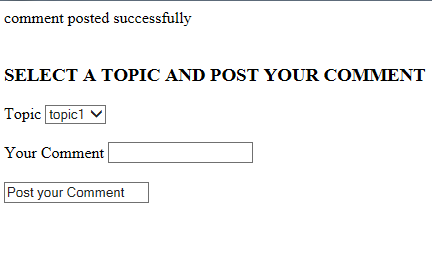 comment posted successfully
SELECT A TOPIC AND POST YOUR COMMENT
Topic topic1
Your Comment
Post your Comment